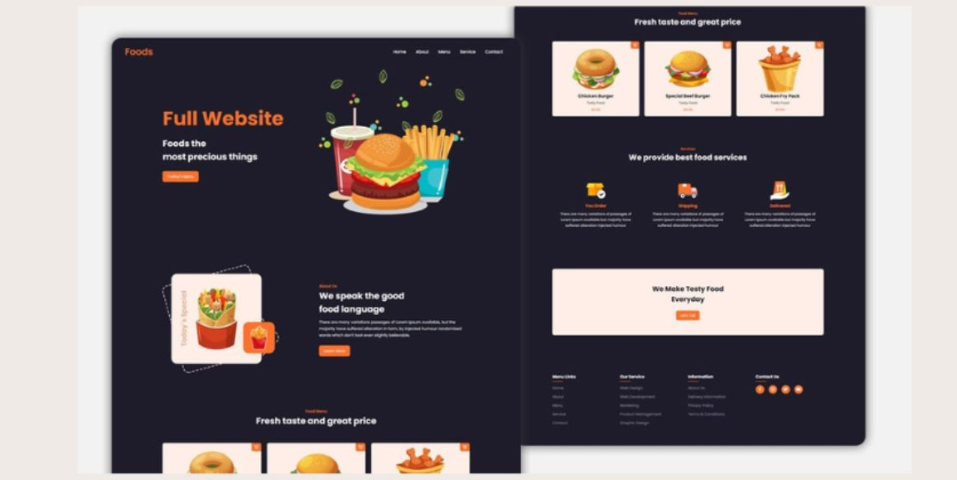 Foods
Home About Menu Service Contact
Full Website
Foods the
most precious things
Today's Special
About Us
We speak the good
food language
There are many variations passages of Lorem Ipsum available, but the
majority have suffered alteration in form, by injected humour randomised
words which don't look even slightly believable.
Learn More
Food Menu
Fresh taste and great price
Food Menu
Fresh taste and great price
Chicken Burger
Tasty Food
Special Beef Burger
Tasty Food
Chicken Fry Pack
Tasty Food
Services
We provide best food services
You Order
There are many variations of passages of
Lorem Ipsum available but majority have
suffered alteration injected humour
Shipping
There are many variations of passages of
Lorem Ipsum available but majority have
suffered alteration injected humour
Delivered
There are many variations of passages of
Lorem Ipsum available but majority have
suffered alteration injected humour
We Make Tasty Food
Everyday
Menu Links
Home
About
Menu
Service
Contact
Our Service
Web Design
Web Development
Marketing
Product Management
Graphic Design
Information
About Us
Delivery Information
Privacy Policy
Terms & Conditions
Contact Us